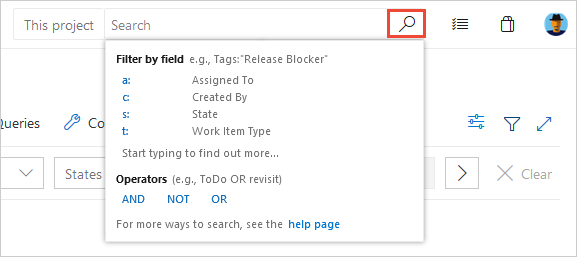 This project
Search
Filter by field e.g., Tags:"Release Blocker"
a: Assigned To
c: Created By
s: State
t: Work Item Type
Start typing to find out more...
Operators (e.g., ToDo OR revisit)
AND NOT OR
For more ways to search, see the help page
Queries
Co
States
Clear